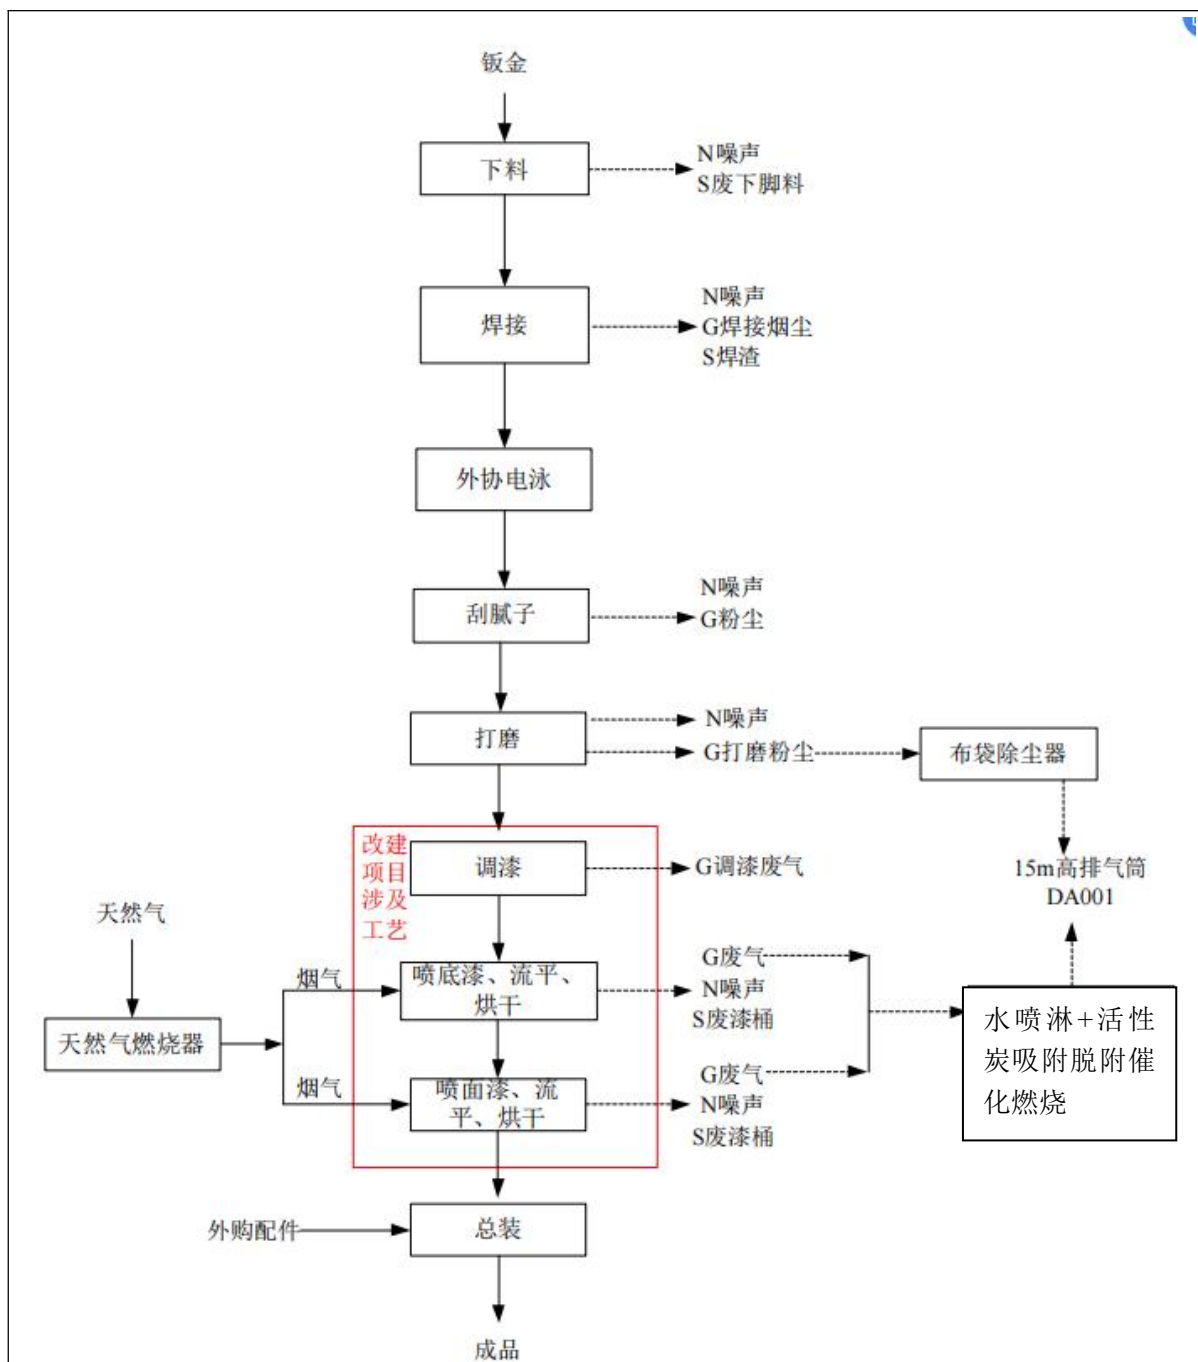 钣金
下料
N噪声
S废下脚料
焊接
N噪声
G焊接烟尘
S焊渣
外协电泳
刮腻子
N噪声
G粉尘
打磨
N噪声
G打磨粉尘
布袋除尘器
改建
项目
涉及
工艺
调漆
G调漆废气
15m高排气筒
DA001
天然气
烟气
喷底漆、流平、
烘干
G废气
N噪声
S废漆桶
天然气燃烧器
水喷淋+活性
炭吸附脱附催
化燃烧
烟气
喷面漆、流
平、烘干
G废气
N噪声
S废漆桶
外购配件
总装
成品